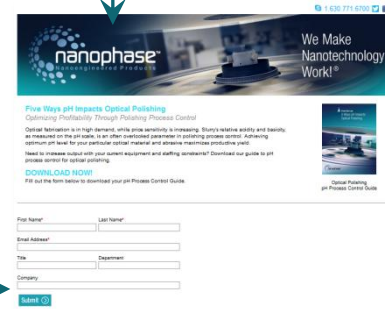 1.630.771.6700
nanophase™
Nanoengineered Products
We Make
Nanotechnology
Work!®
Five Ways pH Impacts Optical Polishing
Optimizing Profitability Through Polishing Process Control
Optical fabrication is in high demand, while price sensitivity is increasing. Slurry's relative acidity and basicity,
as measured on the pH scale, is an often overlooked parameter in polishing process control. Achieving
optimum pH level for your particular optical material and abrasive maximizes productive yield.
Need to increase output with your current equipment and staffing constraints? Download our guide to pH
process control for optical polishing.
DOWNLOAD NOW!
Fill out the form below to download your pH Process Control Guide.
Optical Polishing
pH Process Control Guide
First Name* Last Name*
Email Address*
Title Department
Company
Submit